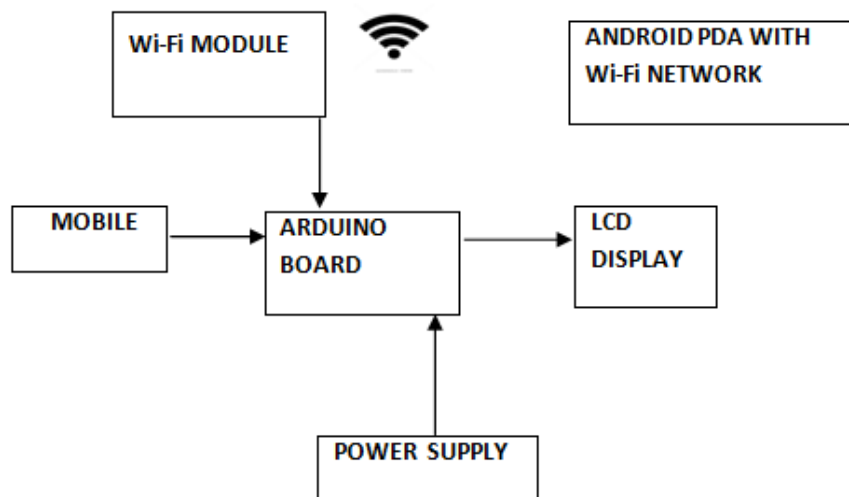 Wi-Fi MODULE
ANDROID PDA WITH
Wi-Fi NETWORK
MOBILE
ARDUINO
BOARD
LCD
DISPLAY
POWER SUPPLY